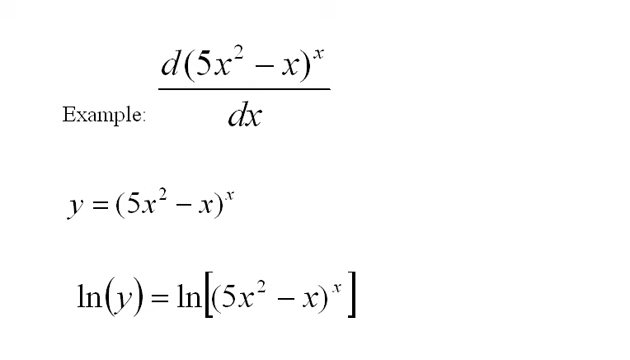 Example: d(5x² − x)ˣ / dx
y = (5x² − x)ˣ
ln(y) = ln[(5x² − x)ˣ]